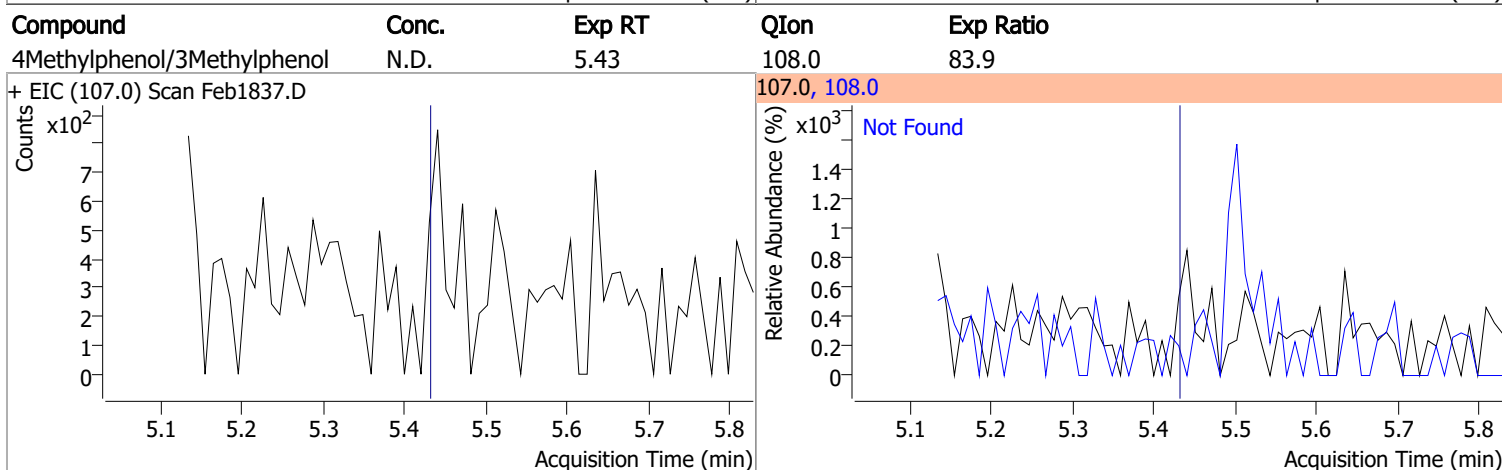 Compound Conc. Exp RT QIon Exp Ratio
4Methylphenol/3Methylphenol N.D. 5.43 108.0 83.9
+ EIC (107.0) Scan Feb1837.D
Counts
x10²
7
6
5
4
3
2
1
0
5.1 5.2 5.3 5.4 5.5 5.6 5.7 5.8
Acquisition Time (min)
107.0, 108.0
Relative Abundance (%)
x10³
Not Found
1.4
1.2
1
0.8
0.6
0.4
0.2
0
5.1 5.2 5.3 5.4 5.5 5.6 5.7 5.8
Acquisition Time (min)